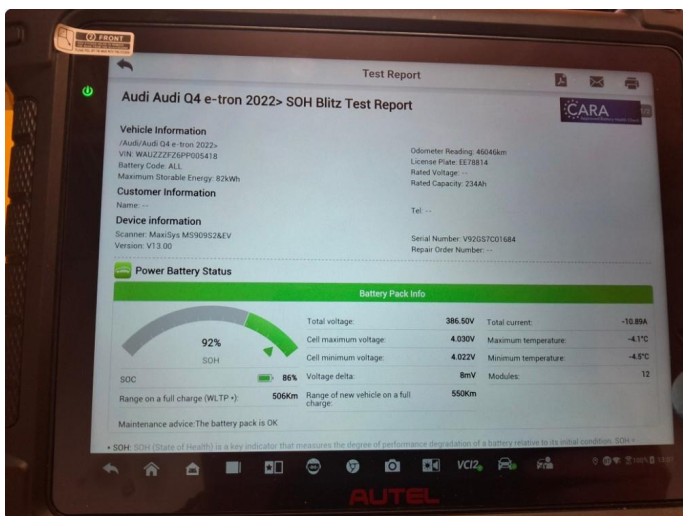 ② FRONT
Test Report
Audi Audi Q4 e-tron 2022> SOH Blitz Test Report
CARA
Vehicle Information
/Audi/Audi Q4 e-tron 2022>
VIN: WAUZZZFZ6PP005418
Battery Code: ALL
Maximum Storable Energy: 82kWh
Odometer Reading: 46046km
License Plate: EE78814
Rated Voltage: --
Rated Capacity: 234Ah
Customer Information
Name: --
Tel: --
Device information
Scanner: MaxiSys MS909S2&EV
Version: V13.00
Serial Number: V92GS7C01684
Repair Order Number: --
Power Battery Status
Battery Pack Info
92%
SOH
SOC 86%
Range on a full charge (WLTP •): 506Km
Total voltage: 386.50V
Total current: -10.89A
Cell maximum voltage: 4.030V
Maximum temperature: -4.1°C
Cell minimum voltage: 4.022V
Minimum temperature: -4.5°C
Voltage delta: 8mV
Modules: 12
Range of new vehicle on a full charge: 550Km
Maintenance advice:The battery pack is OK
• SOH: SOH (State of Health) is a key indicator that measures the degree of performance degradation of a battery relative to its initial condition. SOH =
VCI2
100%
AUTEL